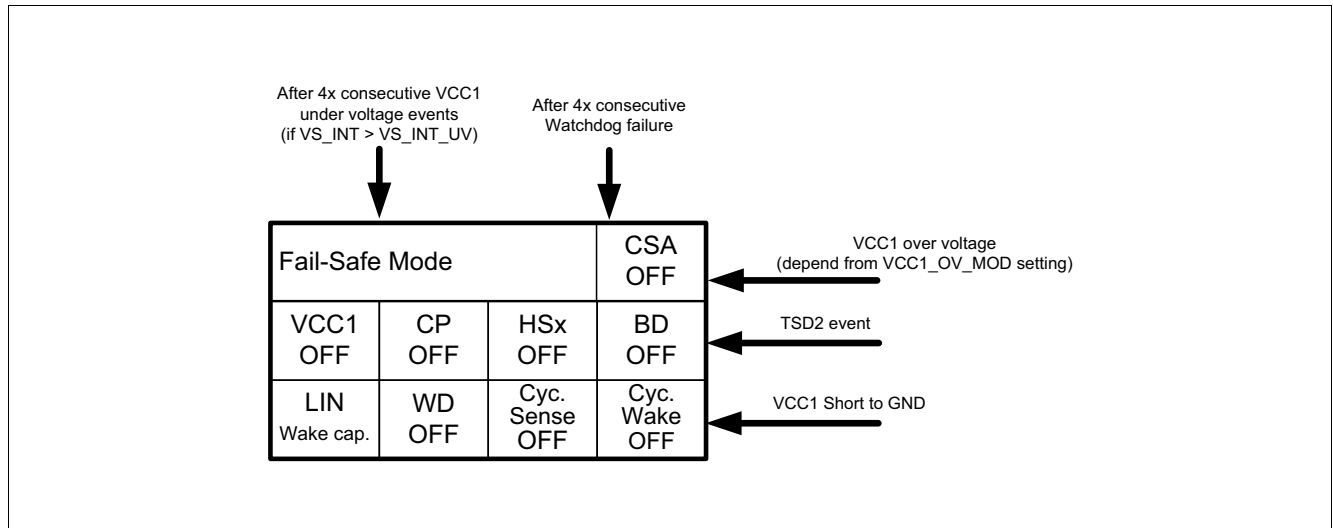 After 4x consecutive VCC1
under voltage events
(if VS_INT > VS_INT_UV)
After 4x consecutive
Watchdog failure
Fail-Safe Mode
CSA
OFF
VCC1 over voltage
(depend from VCC1_OV_MOD setting)
VCC1
OFF
CP
OFF
HSx
OFF
BD
OFF
TSD2 event
LIN
Wake cap.
WD
OFF
Cyc.
Sense
OFF
Cyc.
Wake
OFF
VCC1 Short to GND